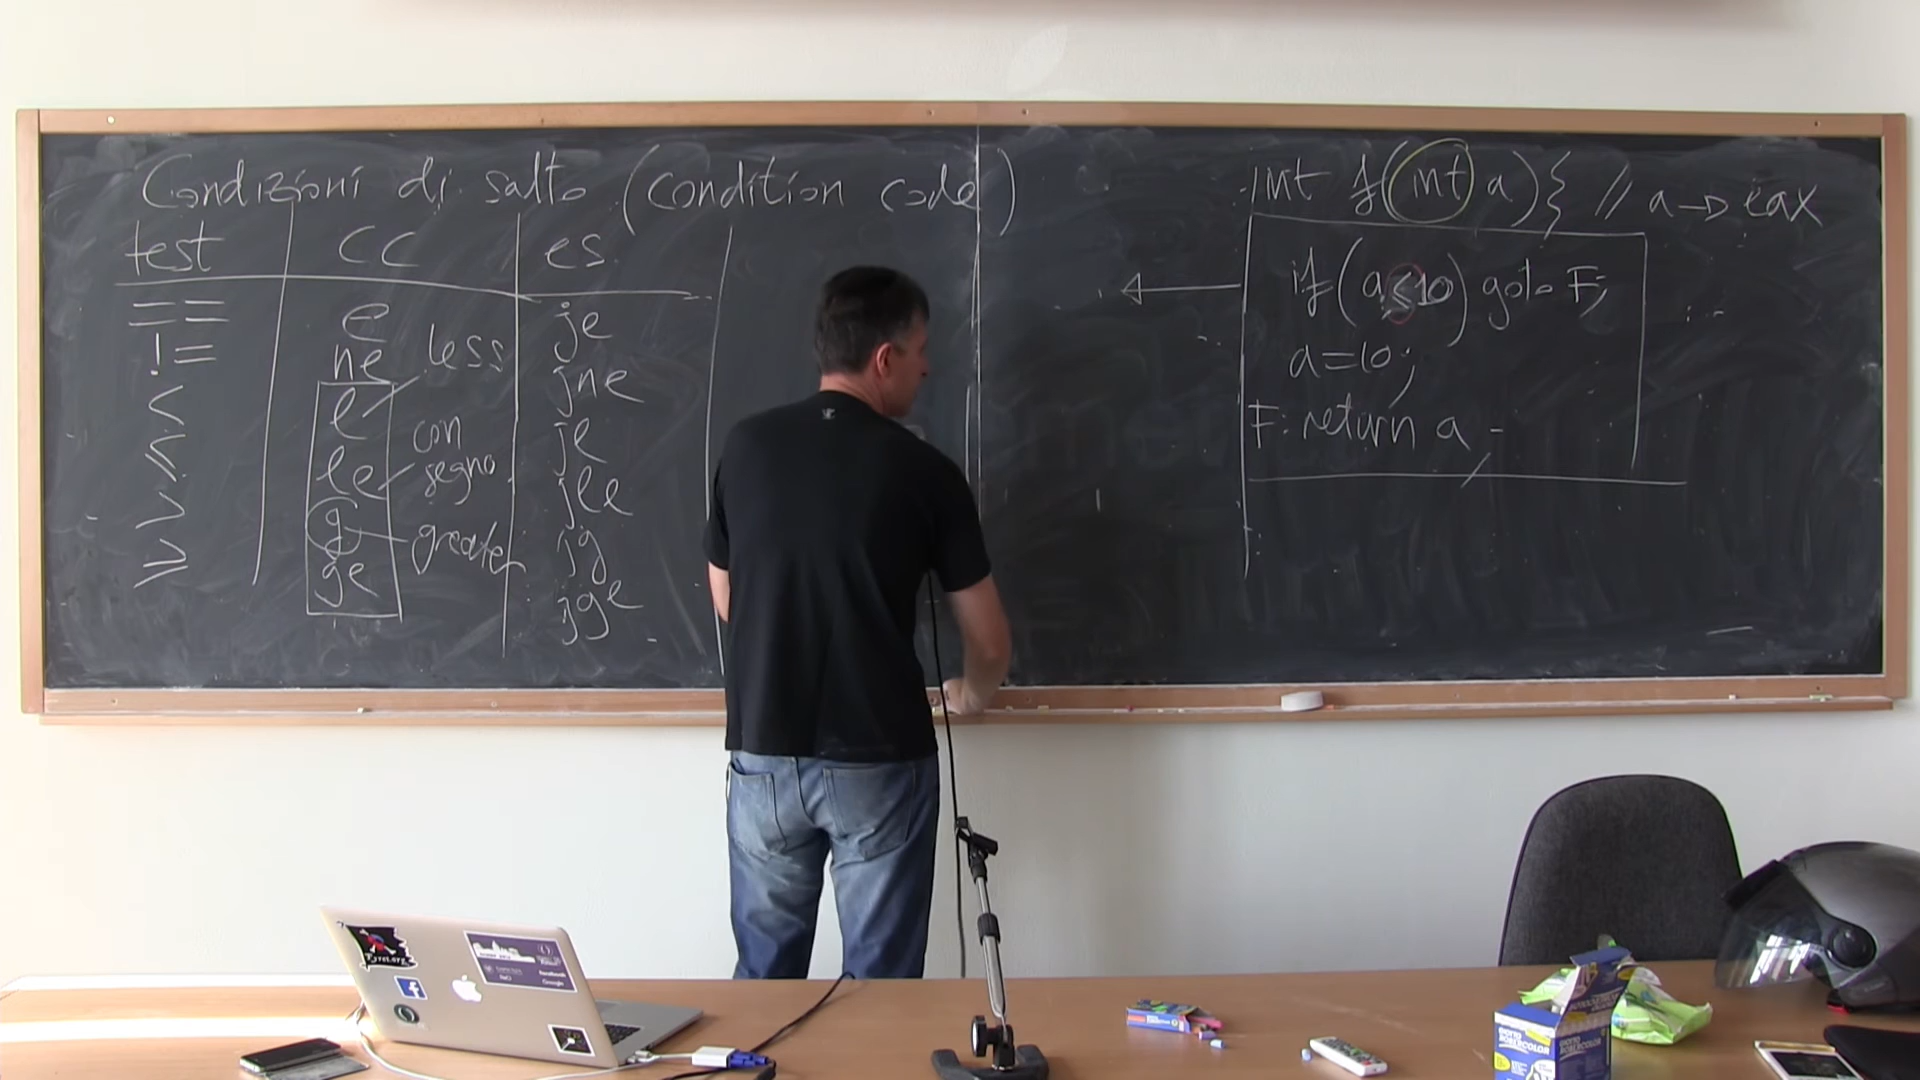 Condizioni di salto (condition code)
test CC es.
== e je
!= ne less jne
< l je
≤ le con segno jle
> g greater jg
≥ ge jge
int f(int a){ // a → eax
if(a≤10) goto F;
a=10;
F: return a